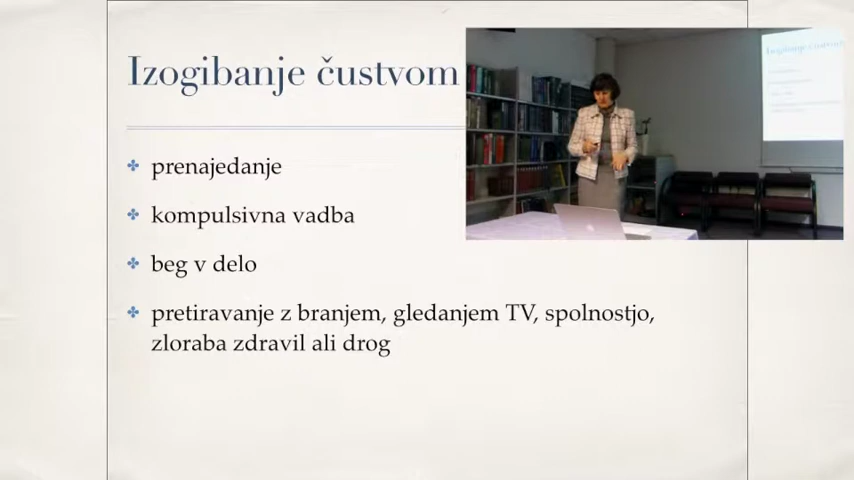 Izogibanje čustvom
prenajedanje
kompulsivna vadba
beg v delo
pretiravanje z branjem, gledanjem TV, spolnostjo,
zloraba zdravil ali drog